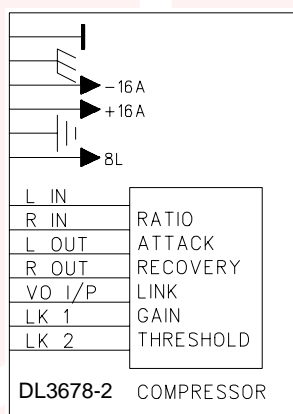 -16A
+16A
8L
L IN
R IN
L OUT
R OUT
VO I/P
LK 1
LK 2
RATIO
ATTACK
RECOVERY
LINK
GAIN
THRESHOLD
DL3678-2 COMPRESSOR